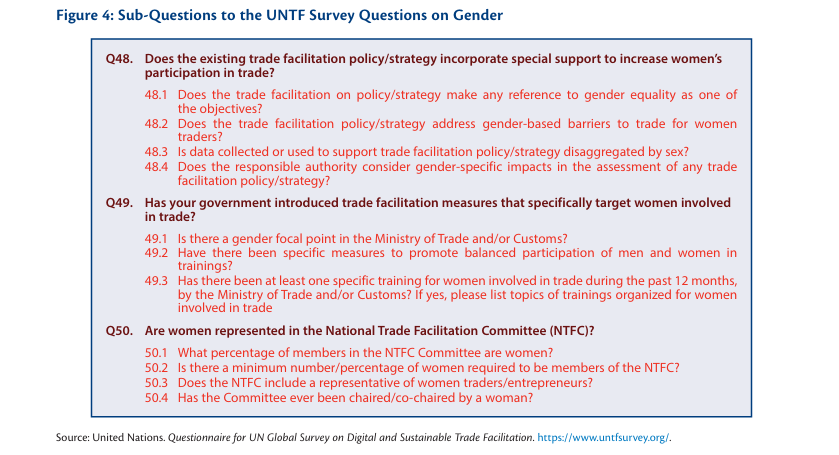 Figure 4: Sub-Questions to the UNTF Survey Questions on Gender
Q48. Does the existing trade facilitation policy/strategy incorporate special support to increase women's
participation in trade?
48.1 Does the trade facilitation on policy/strategy make any reference to gender equality as one of
the objectives?
48.2 Does the trade facilitation policy/strategy address gender-based barriers to trade for women
traders?
48.3 Is data collected or used to support trade facilitation policy/strategy disaggregated by sex?
48.4 Does the responsible authority consider gender-specific impacts in the assessment of any trade
facilitation policy/strategy?
Q49. Has your government introduced trade facilitation measures that specifically target women involved
in trade?
49.1 Is there a gender focal point in the Ministry of Trade and/or Customs?
49.2 Have there been specific measures to promote balanced participation of men and women in
trainings?
49.3 Has there been at least one specific training for women involved in trade during the past 12 months,
by the Ministry of Trade and/or Customs? If yes, please list topics of trainings organized for women
involved in trade
Q50. Are women represented in the National Trade Facilitation Committee (NTFC)?
50.1 What percentage of members in the NTFC Committee are women?
50.2 Is there a minimum number/percentage of women required to be members of the NTFC?
50.3 Does the NTFC include a representative of women traders/entrepreneurs?
50.4 Has the Committee ever been chaired/co-chaired by a woman?
Source: United Nations. Questionnaire for UN Global Survey on Digital and Sustainable Trade Facilitation. https://www.untfsurvey.org/.